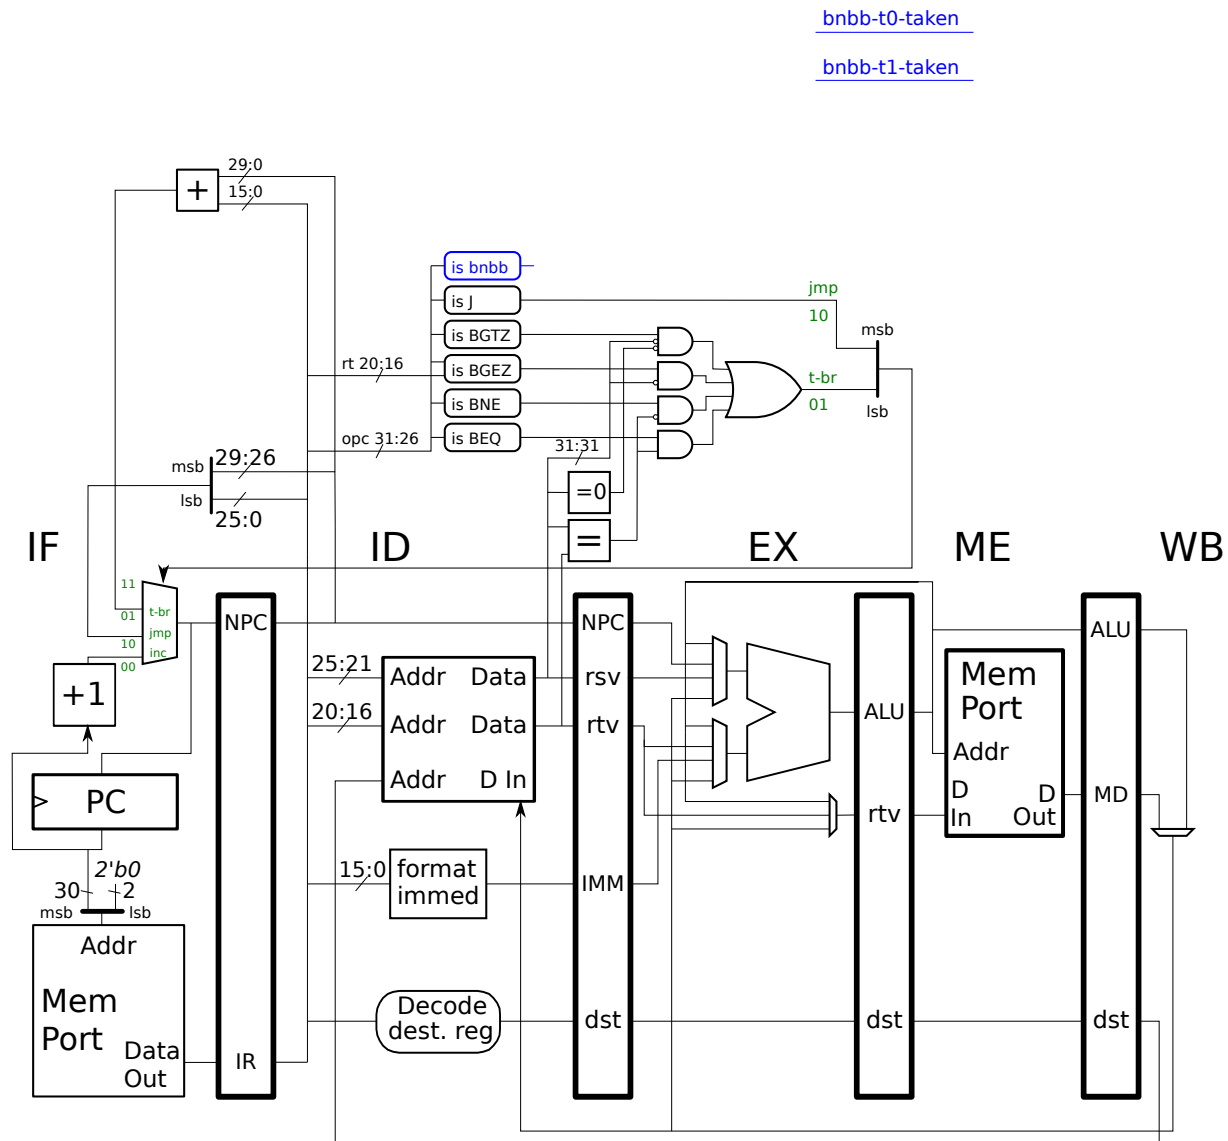 bnbb-t0-taken
bnbb-t1-taken
29:0
+
15:0
is bnbb
is J
jmp
10
msb
is BGTZ
rt 20:16
is BGEZ
t-br
01
lsb
is BNE
opc 31:26
is BEQ
31:31
29:26
msb
lsb
25:0
=0
=
IF
ID
EX
ME
WB
11
01
t-br
jmp
10
inc
00
NPC
NPC
ALU
+1
25:21
Addr
Data
rsv
20:16
Addr
Data
rtv
ALU
Mem
Port
Addr
Addr
D In
D
In
D
Out
MD
rtv
PC
2'b0
30
2
msb
lsb
15:0
format
immed
IMM
Addr
Mem
Port
Data
Out
IR
Decode
dest. reg
dst
dst
dst